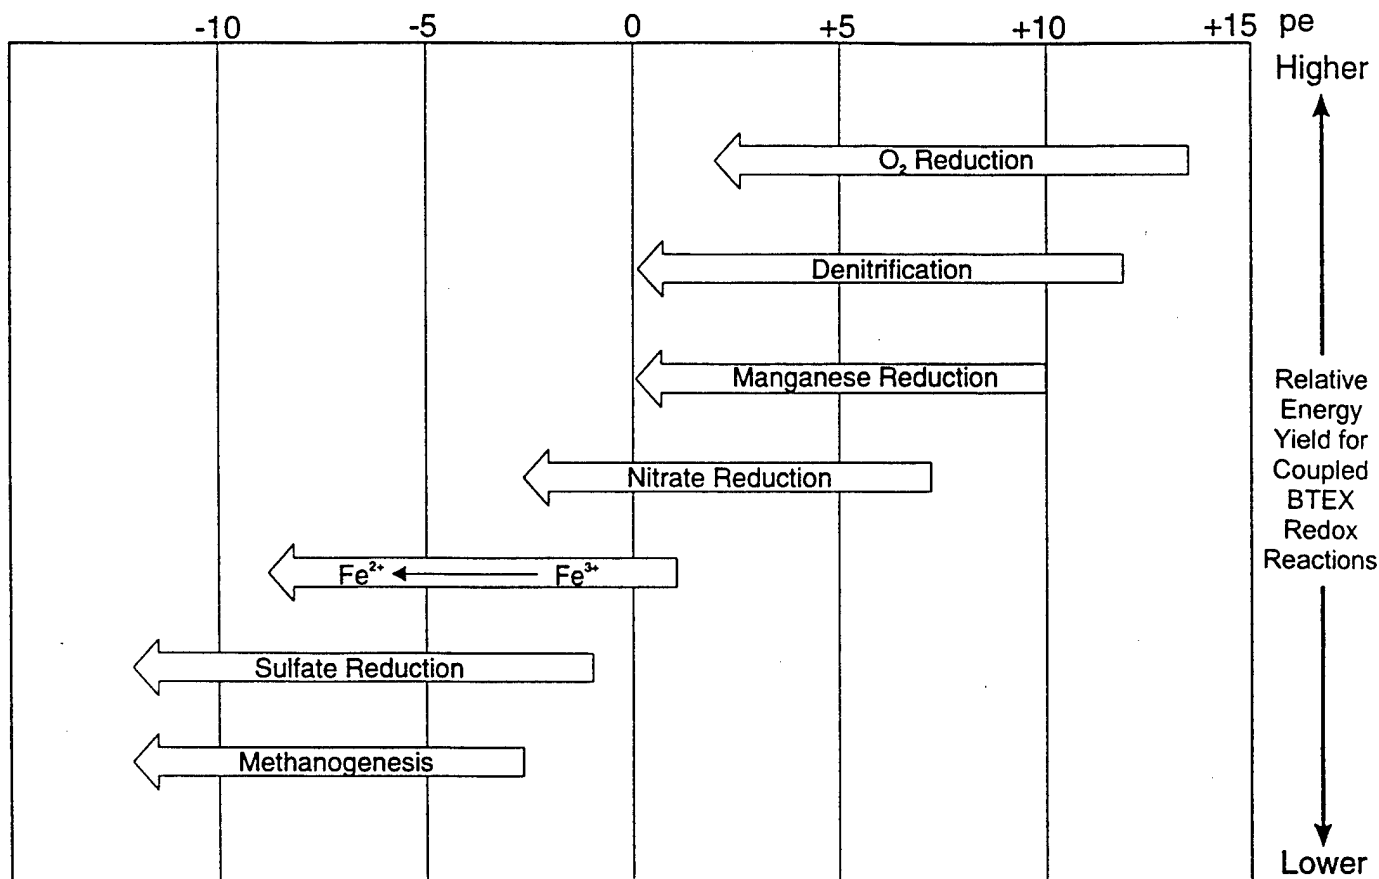 -10 -5 0 +5 +10 +15 pe
Higher
O₂ Reduction
Denitrification
Manganese Reduction
Nitrate Reduction
Fe²⁺ Fe³⁺
Sulfate Reduction
Methanogenesis
Relative
Energy
Yield for
Coupled
BTEX
Redox
Reactions
Lower